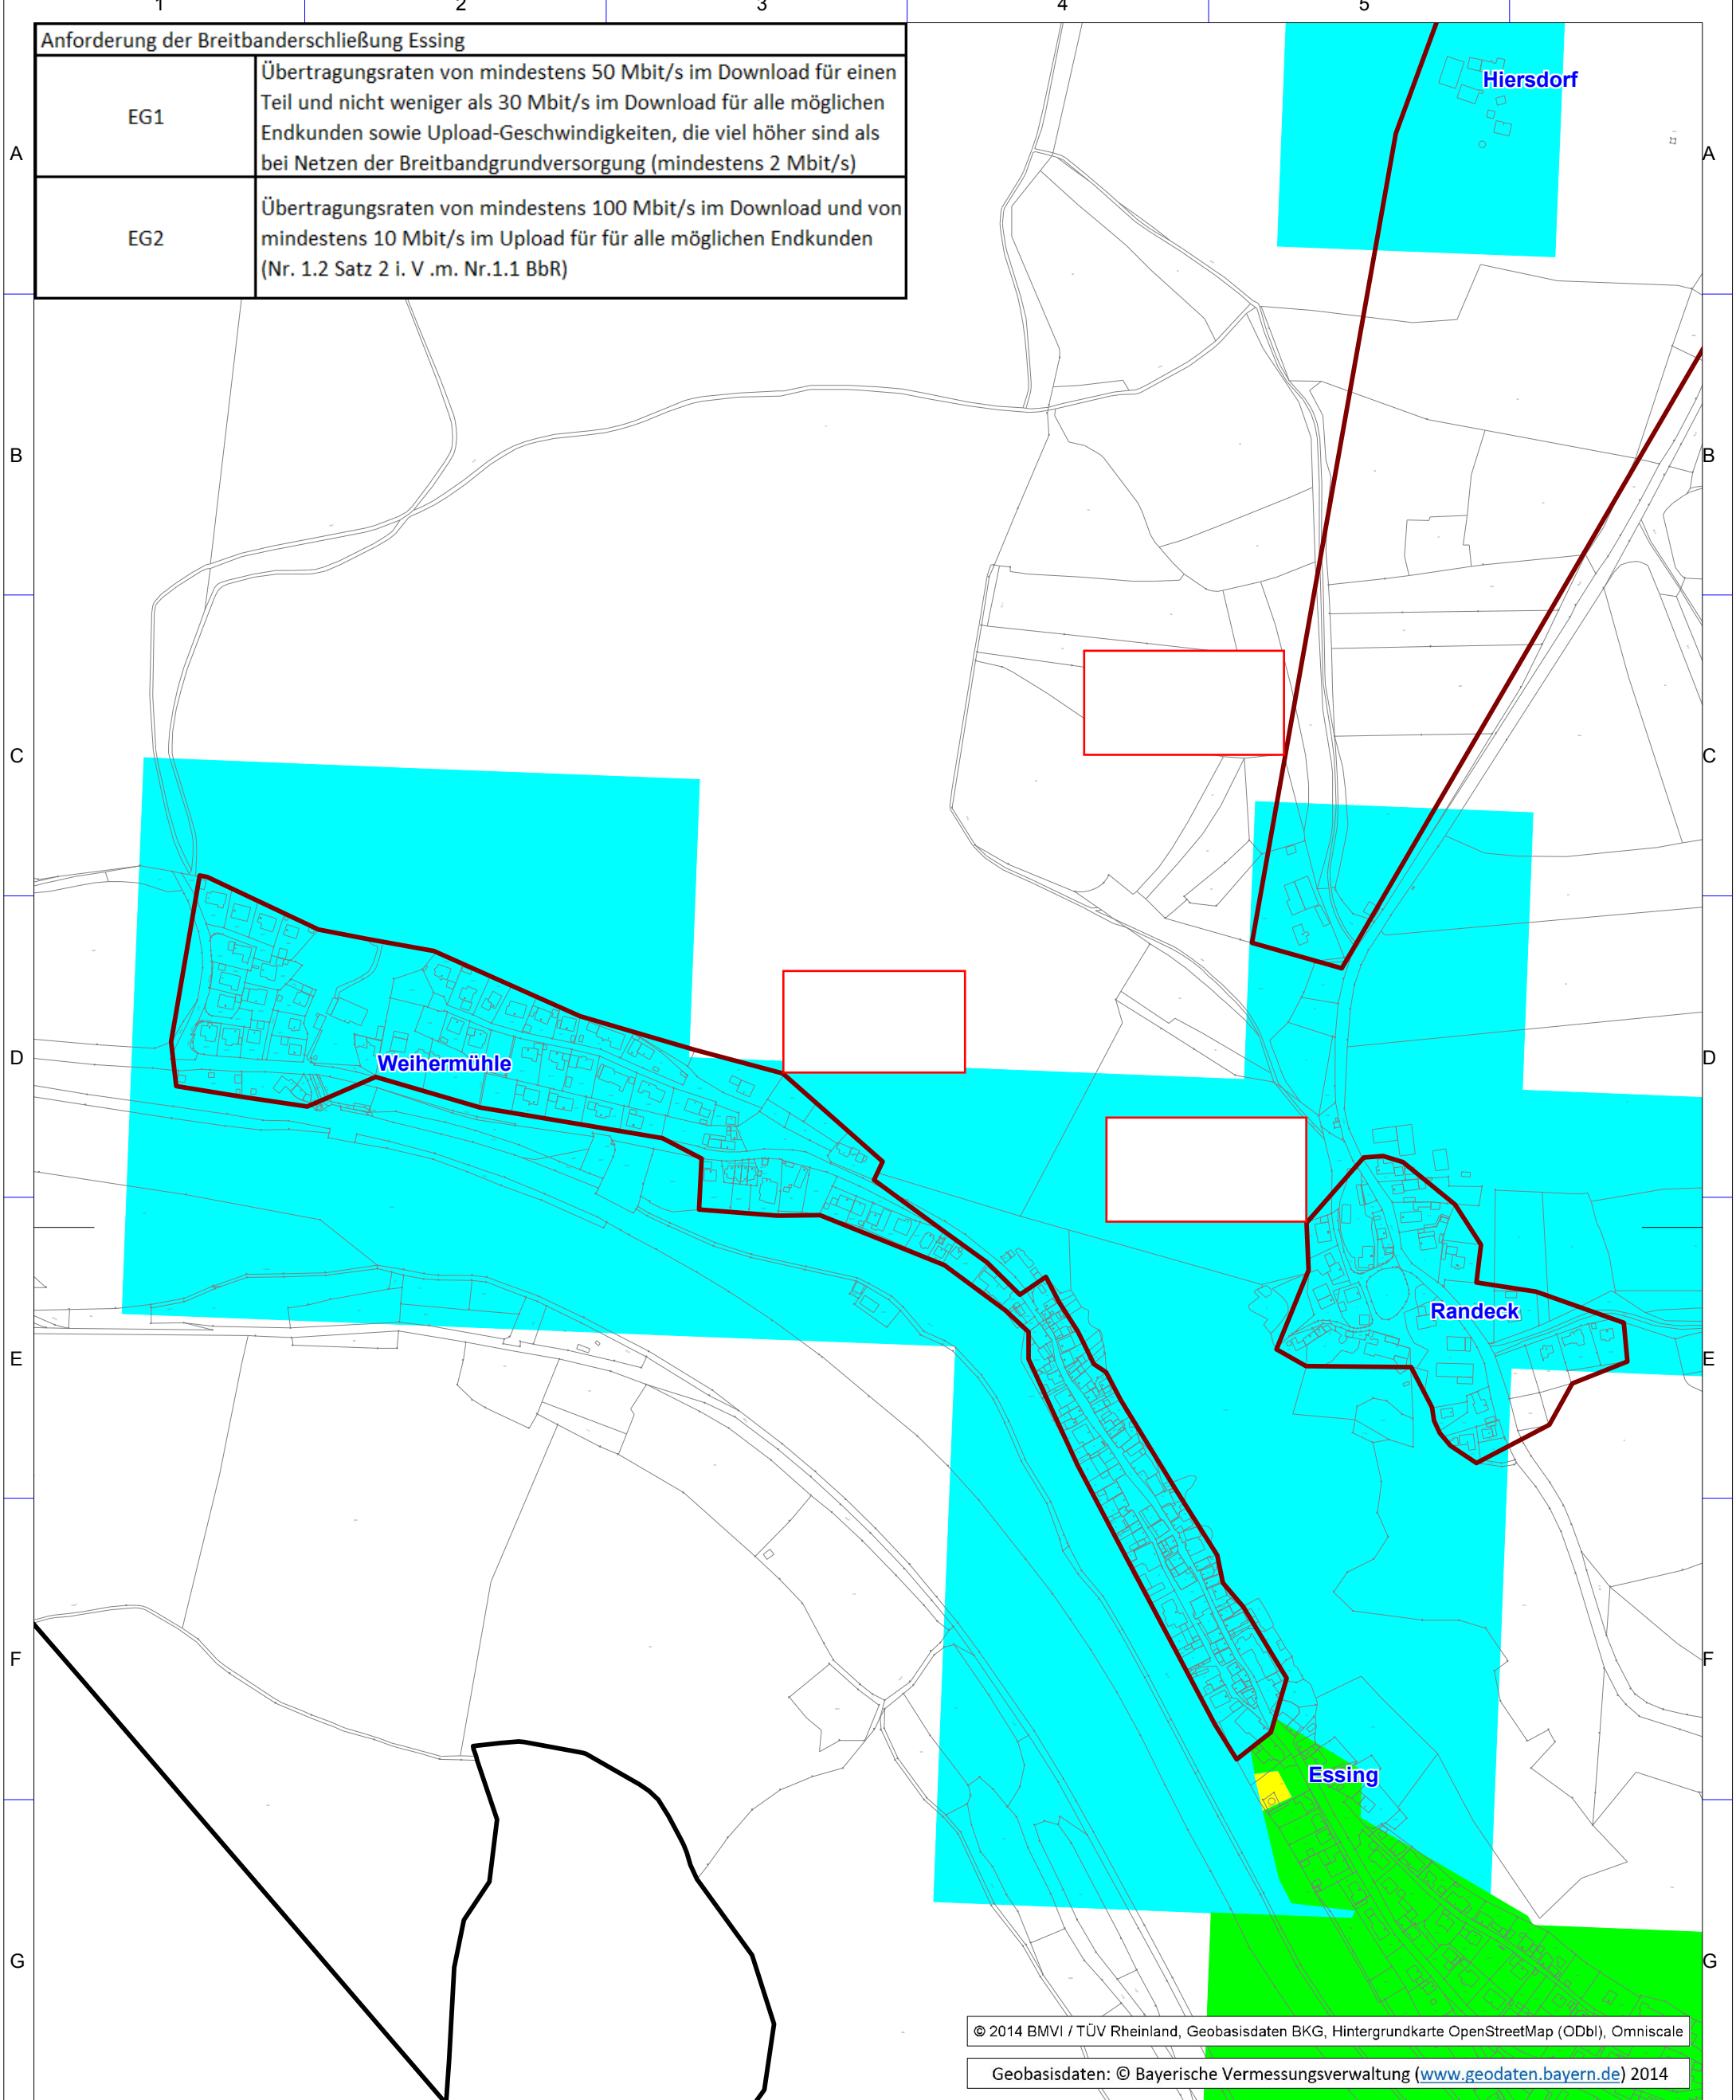 1 2 3 4 5
Anforderung der Breitbanderschließung Essing
EG1
Übertragungsraten von mindestens 50 Mbit/s im Download für einen
Teil und nicht weniger als 30 Mbit/s im Download für alle möglichen
Endkunden sowie Upload-Geschwindigkeiten, die viel höher sind als
bei Netzen der Breitbandgrundversorgung (mindestens 2 Mbit/s)
EG2
Übertragungsraten von mindestens 100 Mbit/s im Download und von
mindestens 10 Mbit/s im Upload für für alle möglichen Endkunden
(Nr. 1.2 Satz 2 i. V .m. Nr.1.1 BbR)
Hiersdorf
A A
B B
C C
D D
Weihermühle
Randeck
E E
F F
Essing
G G
© 2014 BMVI / TÜV Rheinland, Geobasisdaten BKG, Hintergrundkarte OpenStreetMap (ODbl), Omniscale
Geobasisdaten: © Bayerische Vermessungsverwaltung (www.geodaten.bayern.de) 2014